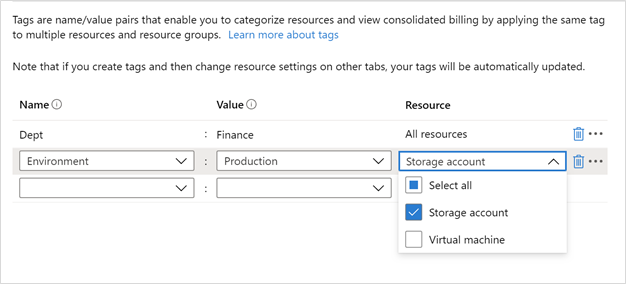 Tags are name/value pairs that enable you to categorize resources and view consolidated billing by applying the same tag
to multiple resources and resource groups. Learn more about tags
Note that if you create tags and then change resource settings on other tabs, your tags will be automatically updated.
Name Value Resource
Dept : Finance All resources
Environment : Production Storage account
:
Select all
Storage account
Virtual machine